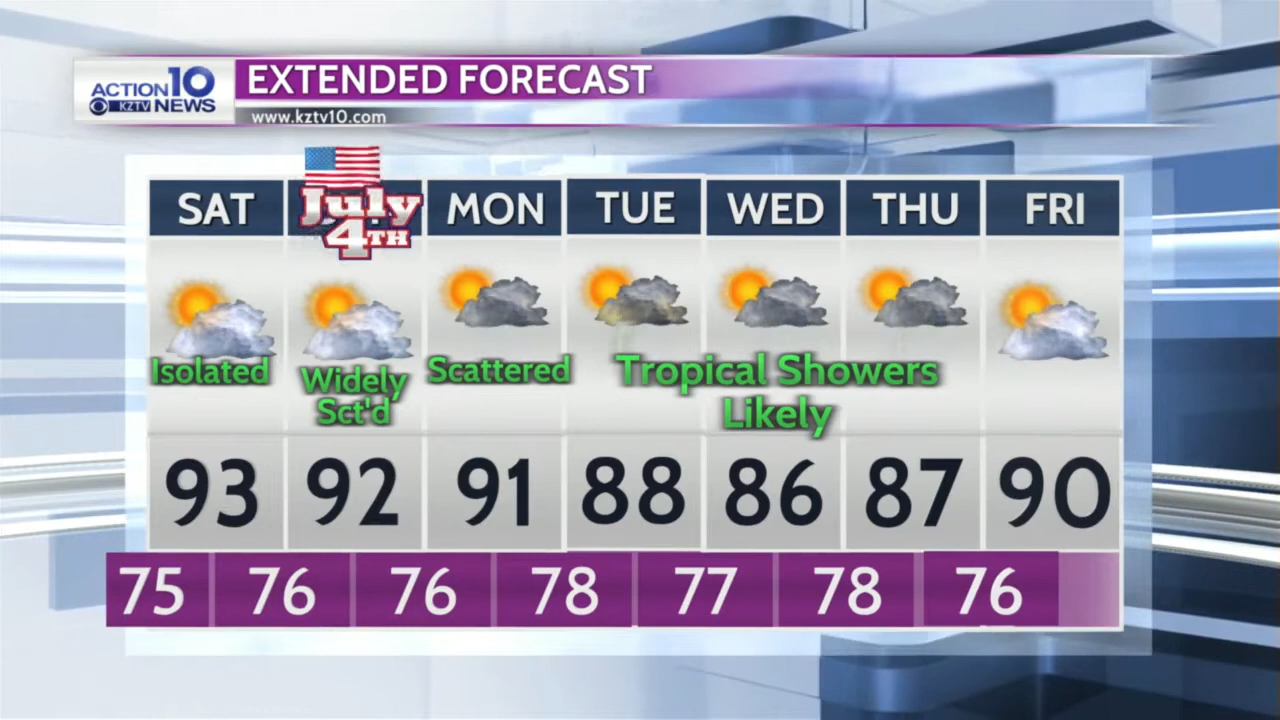 ACTION 10
KZTV NEWS
EXTENDED FORECAST
www.kztv10.com
SAT
July
4TH
MON
TUE
WED
THU
FRI
Isolated
Widely
Sct'd
Scattered
Tropical Showers
Likely
93 92 91 88 86 87 90
75 76 76 78 77 78 76